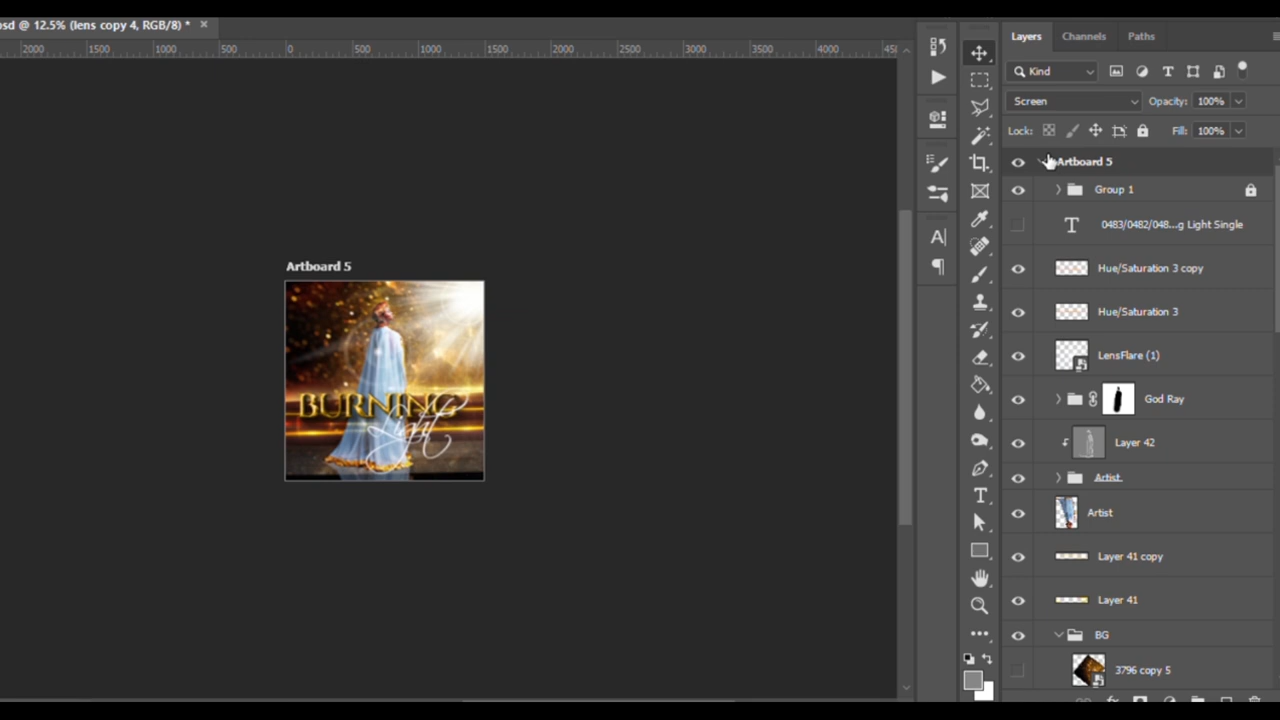 osd @ 12.5% (lens copy 4, RGB/8) * ×
2000 1500 1000 500 0 500 1000 1500 2000 2500 3000 3500 4000
Artboard 5
BURNING
Light
Layers Channels Paths
Kind
Screen Opacity: 100%
Lock: Fill: 100%
Artboard 5
Group 1
0483/0482/048...g Light Single
Hue/Saturation 3 copy
Hue/Saturation 3
LensFlare (1)
God Ray
Layer 42
Artist
Artist
Layer 41 copy
Layer 41
BG
3796 copy 5